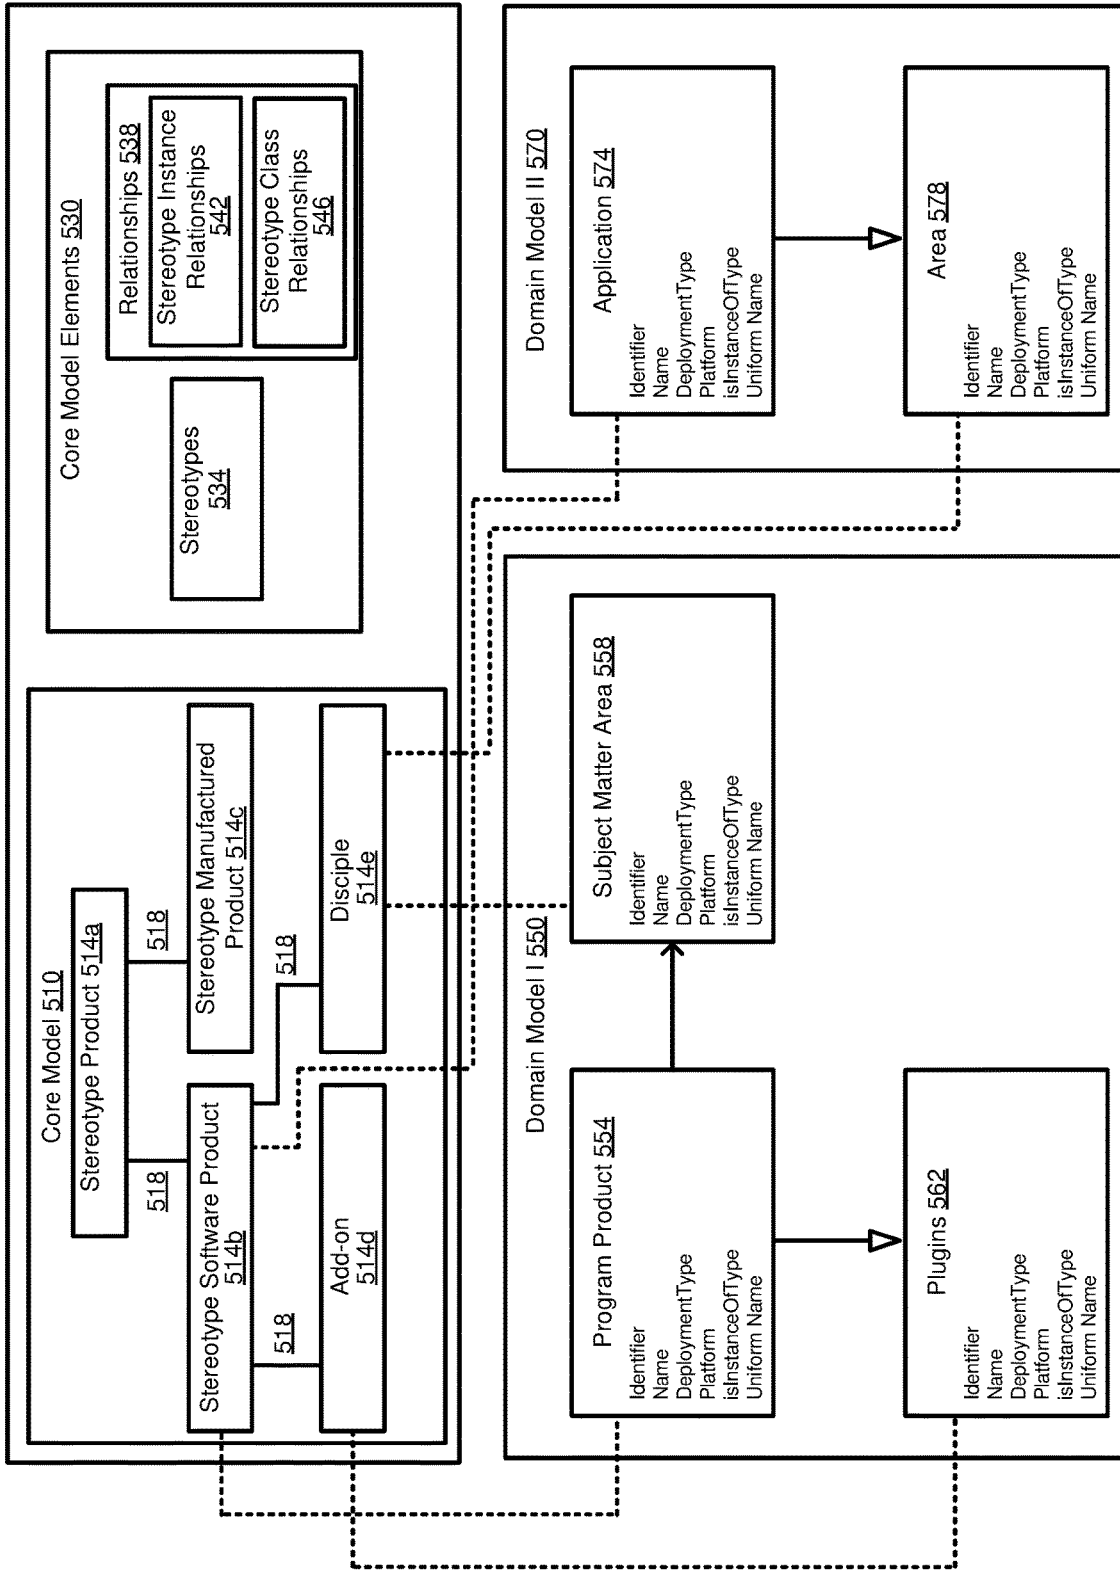 Core Model 510
Stereotype Product 514a
518
518
Stereotype Software Product
514b
Stereotype Manufactured
Product 514c
518
518
Add-on
514d
Disciple
514e
Core Model Elements 530
Stereotypes
534
Relationships 538
Stereotype Instance
Relationships
542
Stereotype Class
Relationships
546
Domain Model I 550
Program Product 554
Identifier
Name
DeploymentType
Platform
isInstanceOfType
Uniform Name
Subject Matter Area 558
Identifier
Name
DeploymentType
Platform
isInstanceOfType
Uniform Name
Plugins 562
Identifier
Name
DeploymentType
Platform
isInstanceOfType
Uniform Name
Domain Model II 570
Application 574
Identifier
Name
DeploymentType
Platform
isInstanceOfType
Uniform Name
Area 578
Identifier
Name
DeploymentType
Platform
isInstanceOfType
Uniform Name